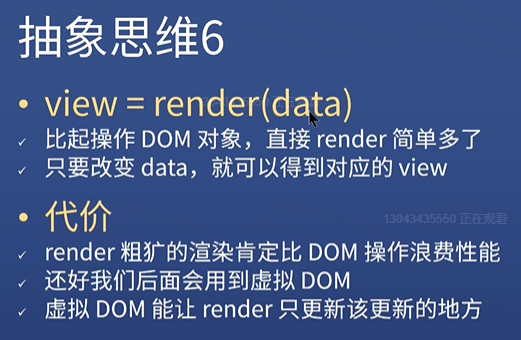 抽象思维6
• view = render(data)
✓ 比起操作 DOM 对象，直接 render 简单多了
✓ 只要改变 data，就可以得到对应的 view
• 代价
13043435550 正在观看
✓ render 粗犷的渲染肯定比 DOM 操作浪费性能
✓ 还好我们后面会用到虚拟 DOM
✓ 虚拟 DOM 能让 render 只更新该更新的地方